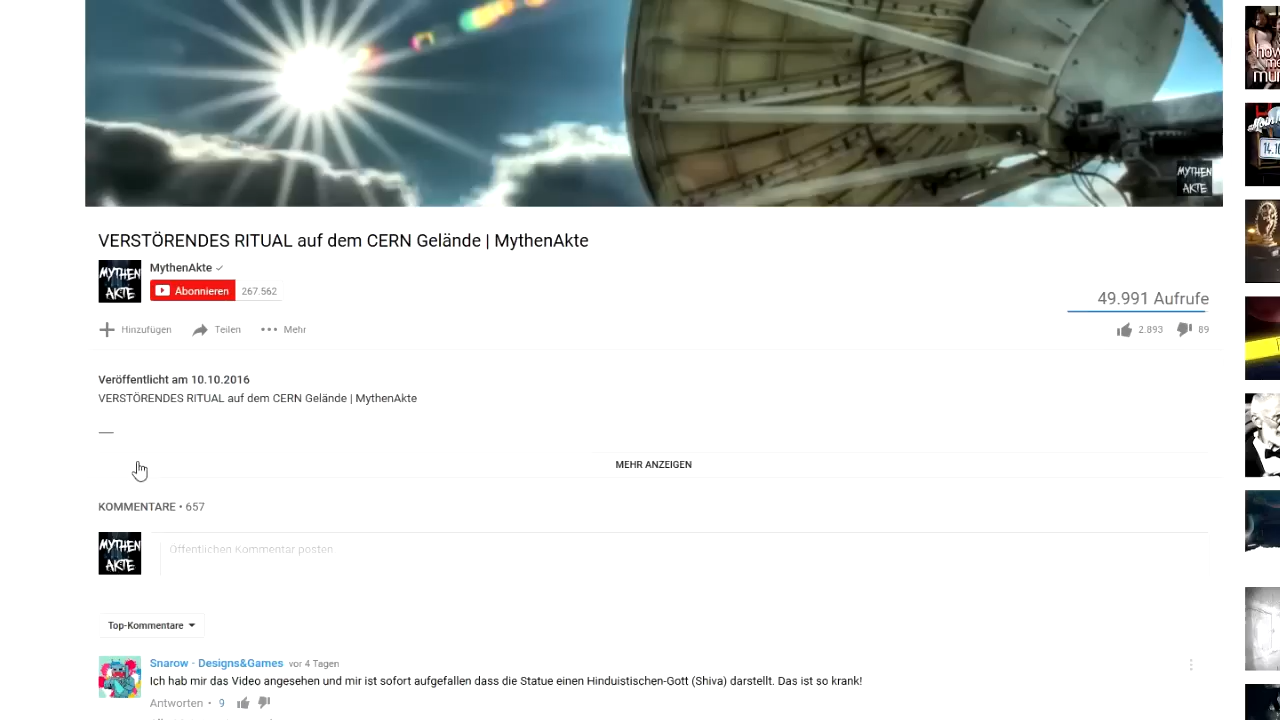 MYTHEN
AKTE
VERSTÖRENDES RITUAL auf dem CERN Gelände | MythenAkte
MYTHEN
AKTE
MythenAkte
Abonnieren 267.562
49.991 Aufrufe
Hinzufügen Teilen Mehr 2.893 89
Veröffentlicht am 10.10.2016
VERSTÖRENDES RITUAL auf dem CERN Gelände | MythenAkte
MEHR ANZEIGEN
KOMMENTARE • 657
MYTHEN
AKTE
Öffentlichen Kommentar posten
Top-Kommentare
Snarow - Designs&Games vor 4 Tagen
Ich hab mir das Video angesehen und mir ist sofort aufgefallen dass die Statue einen Hinduistischen-Gott (Shiva) darstellt. Das ist so krank!
Antworten • 9